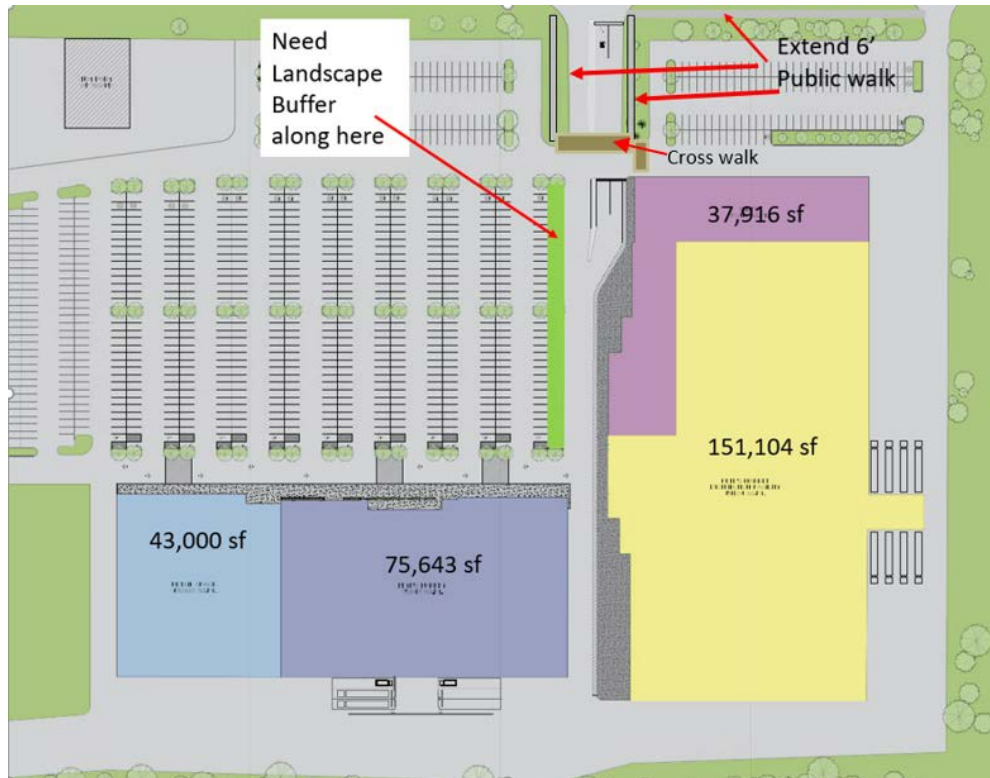 Need
Landscape
Buffer
along here
Extend 6’
Public walk
Cross walk
37,916 sf
151,104 sf
43,000 sf
75,643 sf